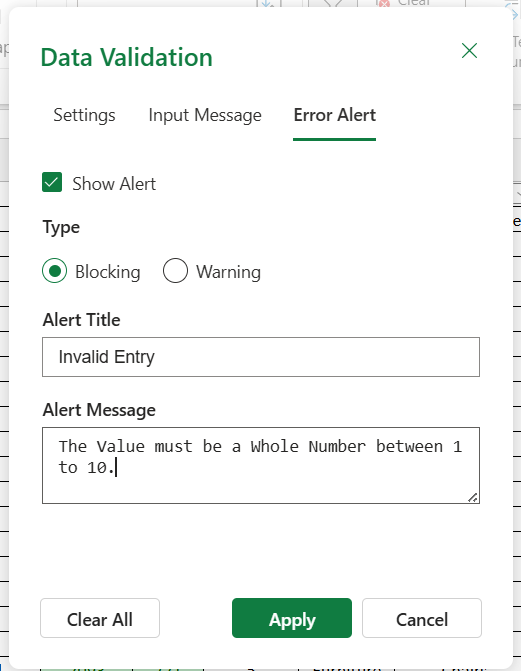 Clear
Data Validation
Settings Input Message Error Alert
Show Alert
Type
Blocking Warning
Alert Title
Invalid Entry
Alert Message
The Value must be a Whole Number between 1
to 10.
Clear All Apply Cancel